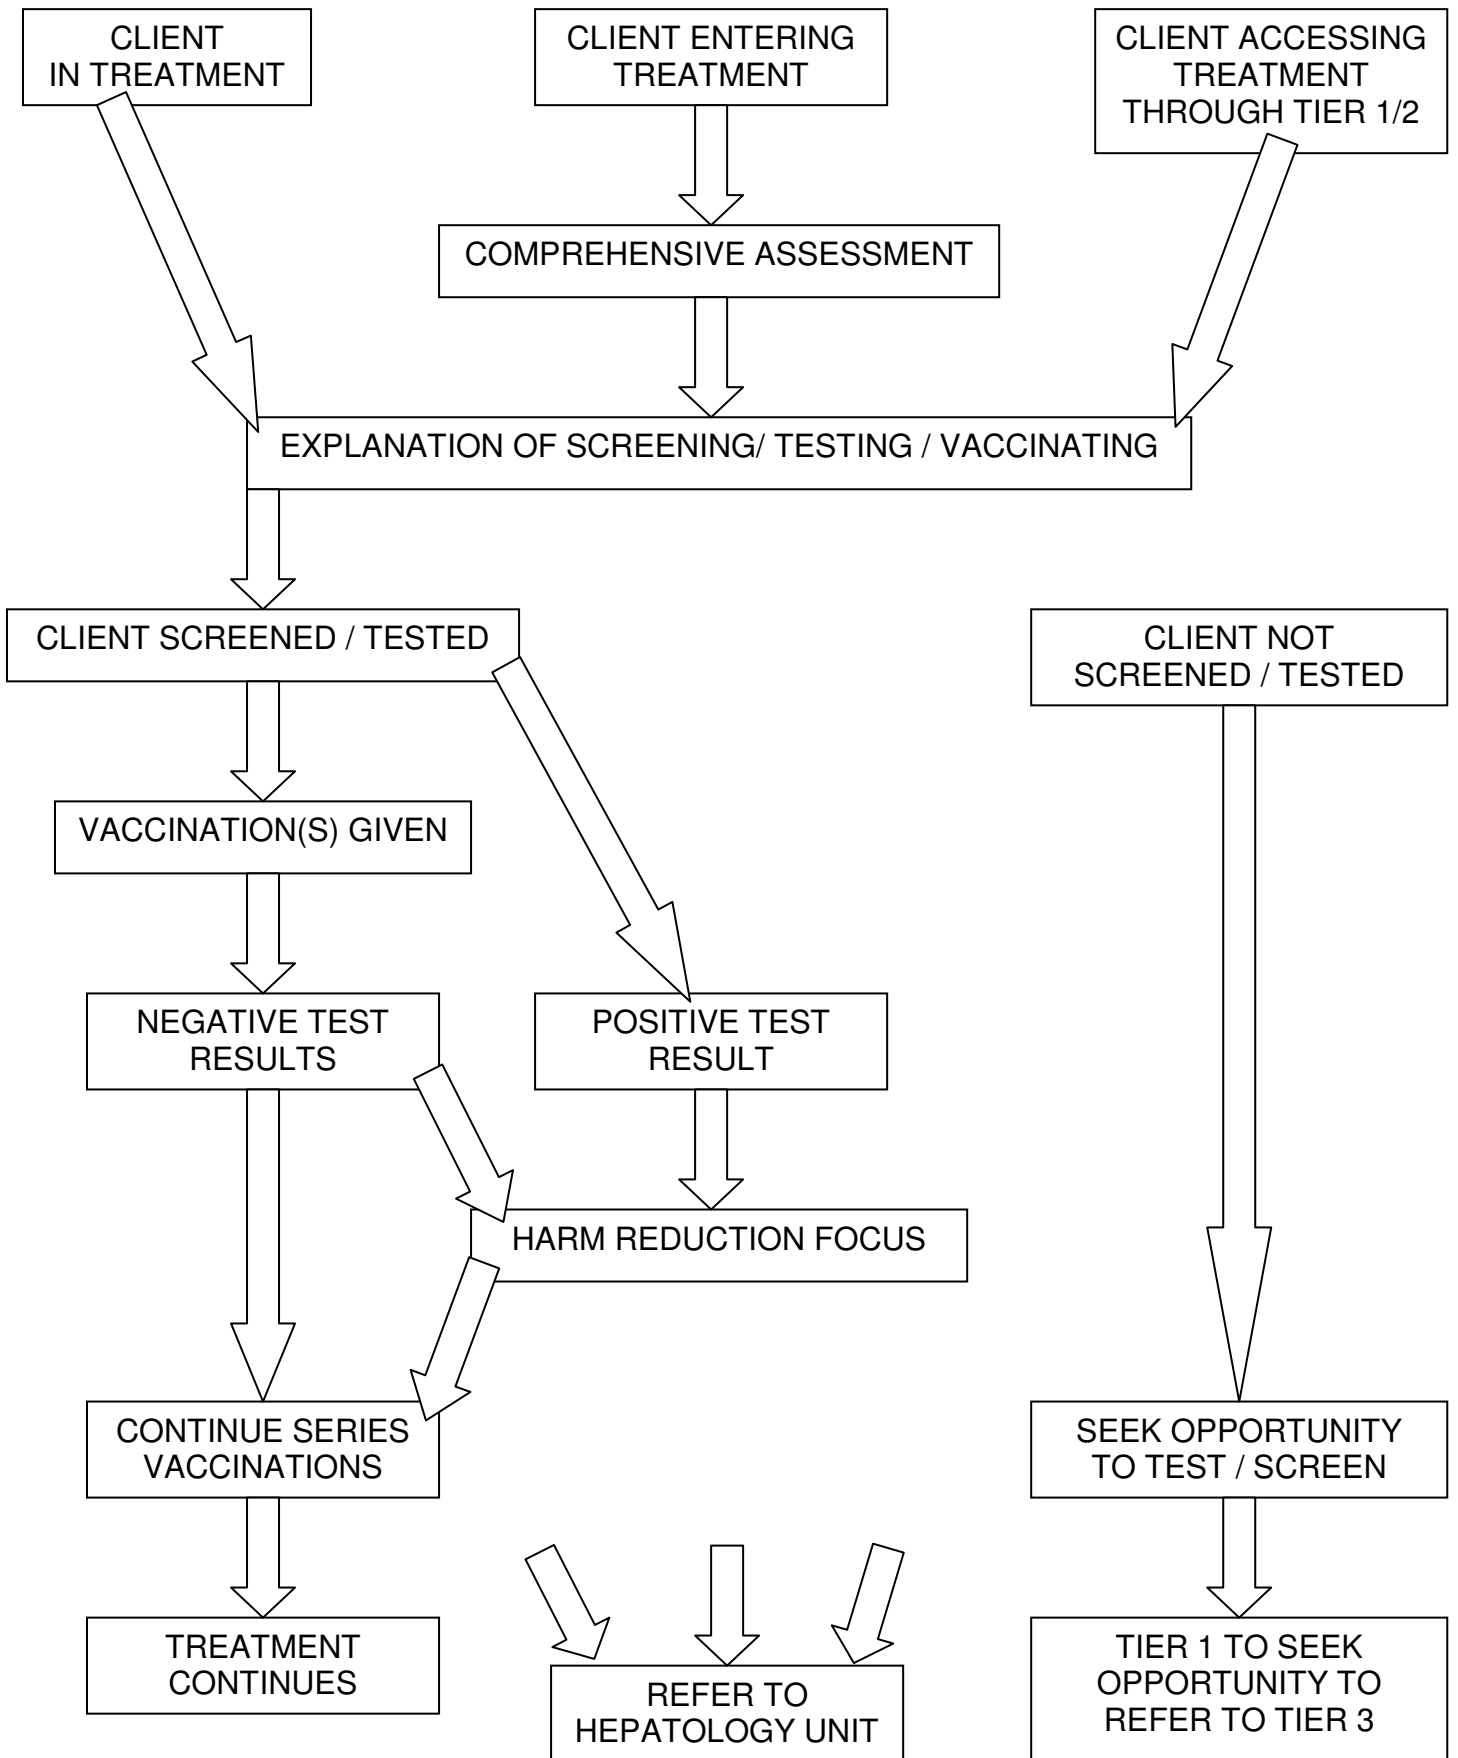 CLIENT
IN TREATMENT
CLIENT ENTERING
TREATMENT
CLIENT ACCESSING
TREATMENT
THROUGH TIER 1/2
COMPREHENSIVE ASSESSMENT
EXPLANATION OF SCREENING/ TESTING / VACCINATING
CLIENT SCREENED / TESTED
CLIENT NOT
SCREENED / TESTED
VACCINATION(S) GIVEN
NEGATIVE TEST
RESULTS
POSITIVE TEST
RESULT
HARM REDUCTION FOCUS
CONTINUE SERIES
VACCINATIONS
SEEK OPPORTUNITY
TO TEST / SCREEN
TREATMENT
CONTINUES
REFER TO
HEPATOLOGY UNIT
TIER 1 TO SEEK
OPPORTUNITY TO
REFER TO TIER 3